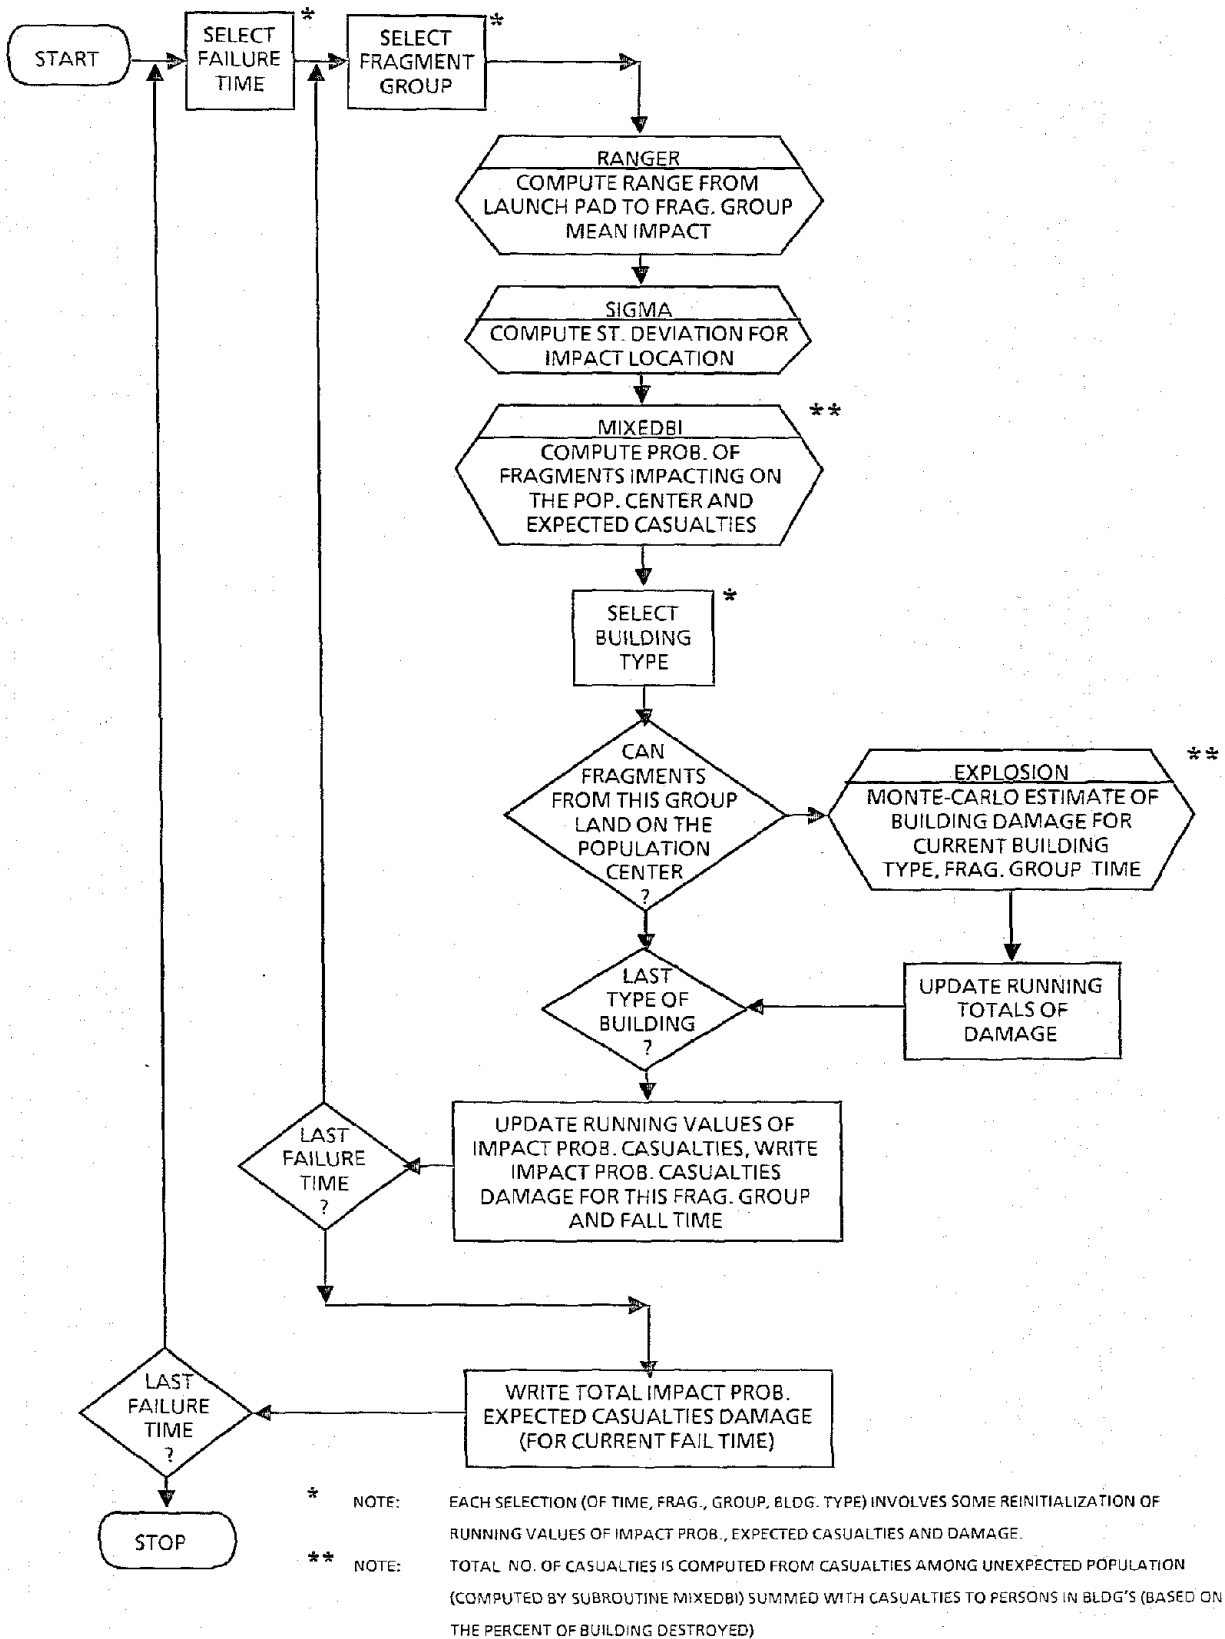 START
SELECT
FAILURE
TIME
*
SELECT
FRAGMENT
GROUP
*
RANGER
COMPUTE RANGE FROM
LAUNCH PAD TO FRAG. GROUP
MEAN IMPACT
SIGMA
COMPUTE ST. DEVIATION FOR
IMPACT LOCATION
MIXEDBI
**
COMPUTE PROB. OF
FRAGMENTS IMPACTING ON
THE POP. CENTER AND
EXPECTED CASUALTIES
SELECT
BUILDING
TYPE
*
CAN
FRAGMENTS
FROM THIS GROUP
LAND ON THE
POPULATION
CENTER
?
EXPLOSION
**
MONTE-CARLO ESTIMATE OF
BUILDING DAMAGE FOR
CURRENT BUILDING
TYPE, FRAG. GROUP TIME
UPDATE RUNNING
TOTALS OF
DAMAGE
LAST
TYPE OF
BUILDING
?
UPDATE RUNNING VALUES OF
IMPACT PROB. CASUALTIES, WRITE
IMPACT PROB. CASUALTIES
DAMAGE FOR THIS FRAG. GROUP
AND FALL TIME
LAST
FAILURE
TIME
?
WRITE TOTAL IMPACT PROB.
EXPECTED CASUALTIES DAMAGE
(FOR CURRENT FAIL TIME)
LAST
FAILURE
TIME
?
STOP
* NOTE: EACH SELECTION (OF TIME, FRAG., GROUP, BLDG. TYPE) INVOLVES SOME REINITIALIZATION OF
RUNNING VALUES OF IMPACT PROB., EXPECTED CASUALTIES AND DAMAGE.
** NOTE: TOTAL NO. OF CASUALTIES IS COMPUTED FROM CASUALTIES AMONG UNEXPECTED POPULATION
(COMPUTED BY SUBROUTINE MIXEDBI) SUMMED WITH CASUALTIES TO PERSONS IN BLDG'S (BASED ON
THE PERCENT OF BUILDING DESTROYED)